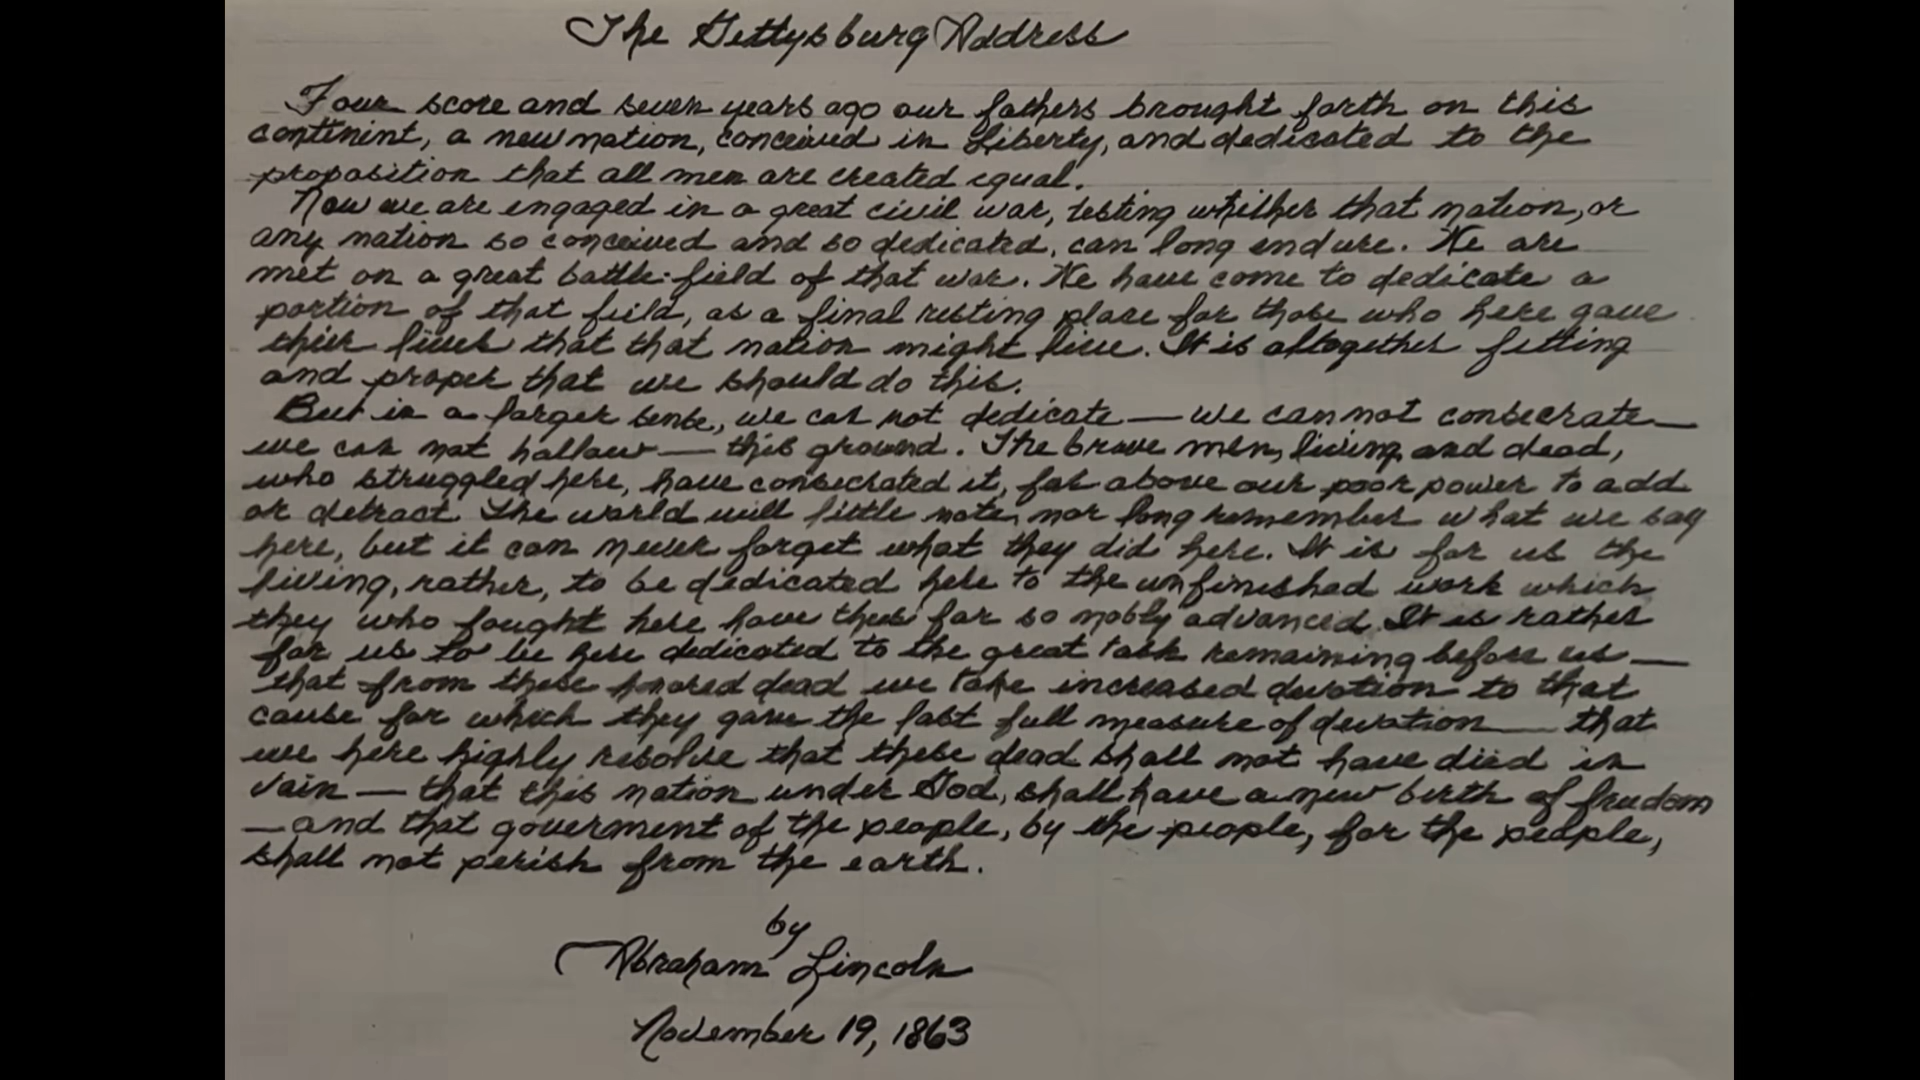 The Gettysburg Address
Four score and seven years ago our fathers brought forth on this
continint, a new nation, conceived in Liberty, and dedicated to the
proposition that all men are created equal.
Now we are engaged in a great civil war, testing whither that nation, or
any nation so conceived and so dedicated, can long endure. We are
met on a great battle-field of that war. We have come to dedicate a
portion of that field, as a final resting place for those who here gave
their lives that that nation might live. It is altogether fitting
and proper that we should do this.
But in a larger sense, we can not dedicate — we can not consecrate —
we can not hallow — this ground. The brave men, living and dead,
who struggled here, have consecrated it, far above our poor power to add
or detract. The world will little note, nor long remember what we say
here, but it can never forget what they did here. It is for us the
living, rather, to be dedicated here to the unfinished work which
they who fought here have thus far so nobly advanced. It is rather
for us to be here dedicated to the great task remaining before us —
that from these honored dead we take increased devotion to that
cause for which they gave the last full measure of devotion — that
we here highly resolve that these dead shall not have died in
vain — that this nation under God, shall have a new birth of freedom
— and that goverment of the people, by the people, for the people,
shall not perish from the earth.
by
Abraham Lincoln
November 19, 1863